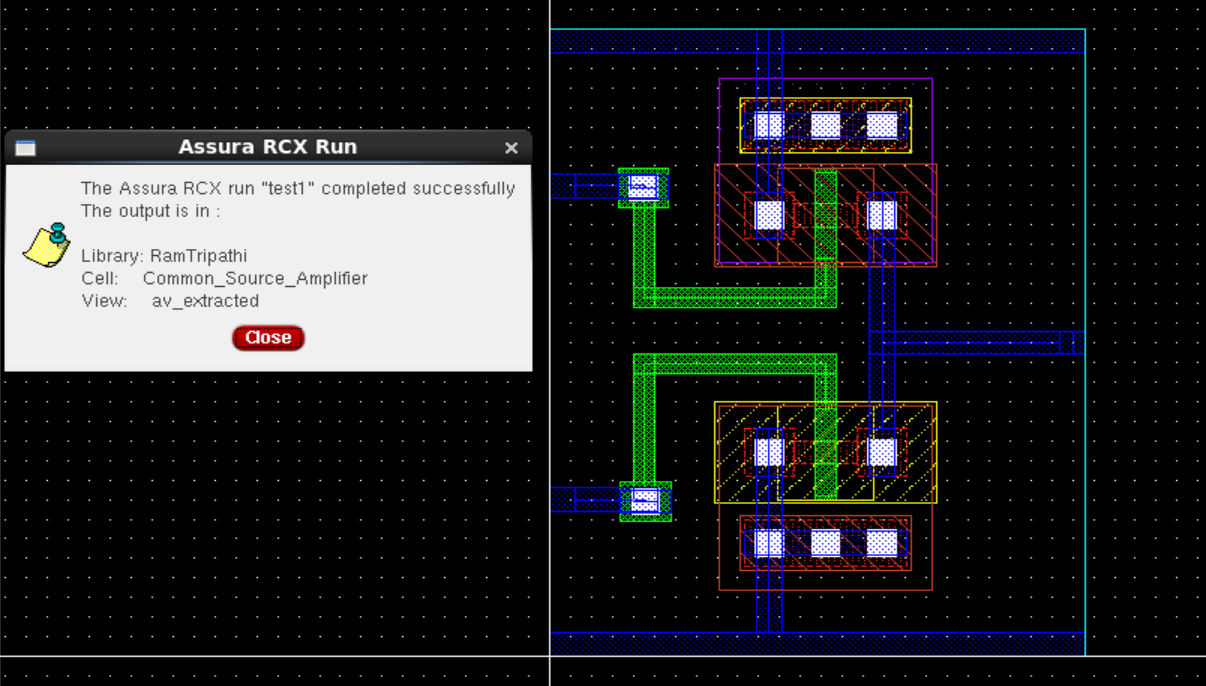 Assura RCX Run
The Assura RCX run "test1" completed successfully
The output is in :
Library: RamTripathi
Cell: Common_Source_Amplifier
View: av_extracted
Close